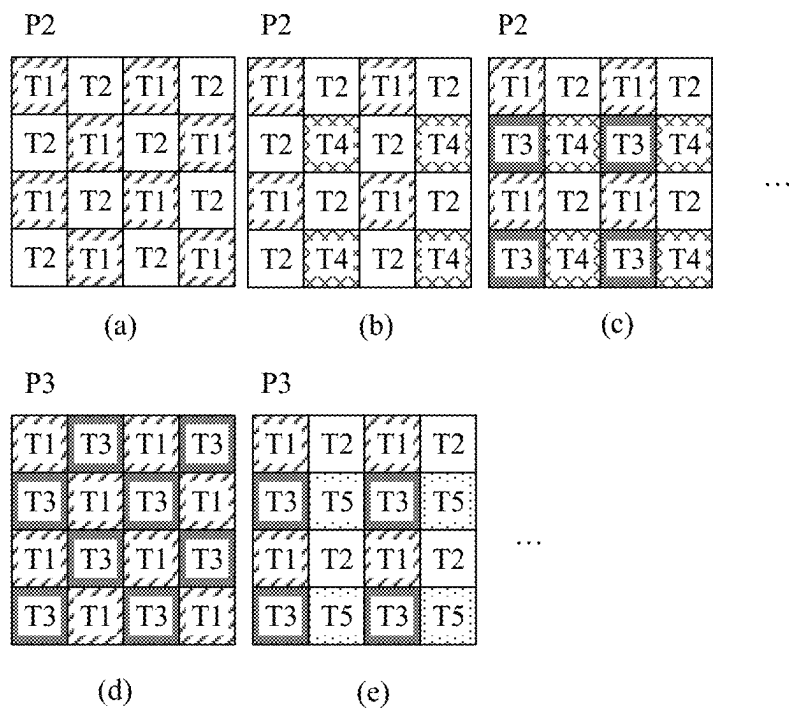 P2 P2 P2
T1 T2 T1 T2 T1 T2 T1 T2 T1 T2 T1 T2
T2 T1 T2 T1 T2 T4 T2 T4 T3 T4 T3 T4
T1 T2 T1 T2 T1 T2 T1 T2 T1 T2 T1 T2 ...
T2 T1 T2 T1 T2 T4 T2 T4 T3 T4 T3 T4
(a) (b) (c)
P3 P3
T1 T3 T1 T3 T1 T2 T1 T2
T3 T1 T3 T1 T3 T5 T3 T5
T1 T3 T1 T3 T1 T2 T1 T2 ...
T3 T1 T3 T1 T3 T5 T3 T5
(d) (e)